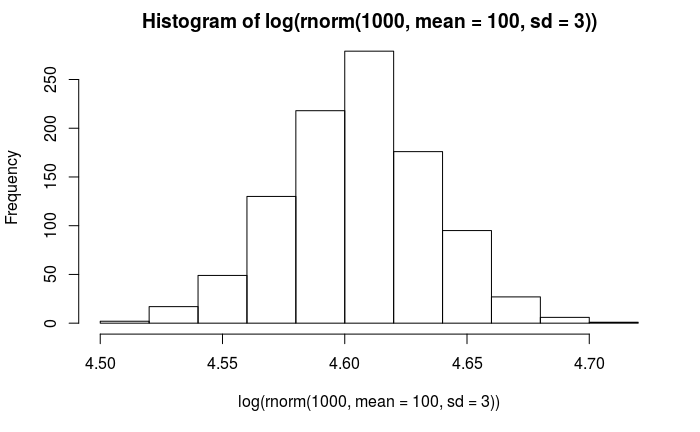 Histogram of log(rnorm(1000, mean = 100, sd = 3))
Frequency
250
200
150
100
50
0
4.50 4.55 4.60 4.65 4.70
log(rnorm(1000, mean = 100, sd = 3))